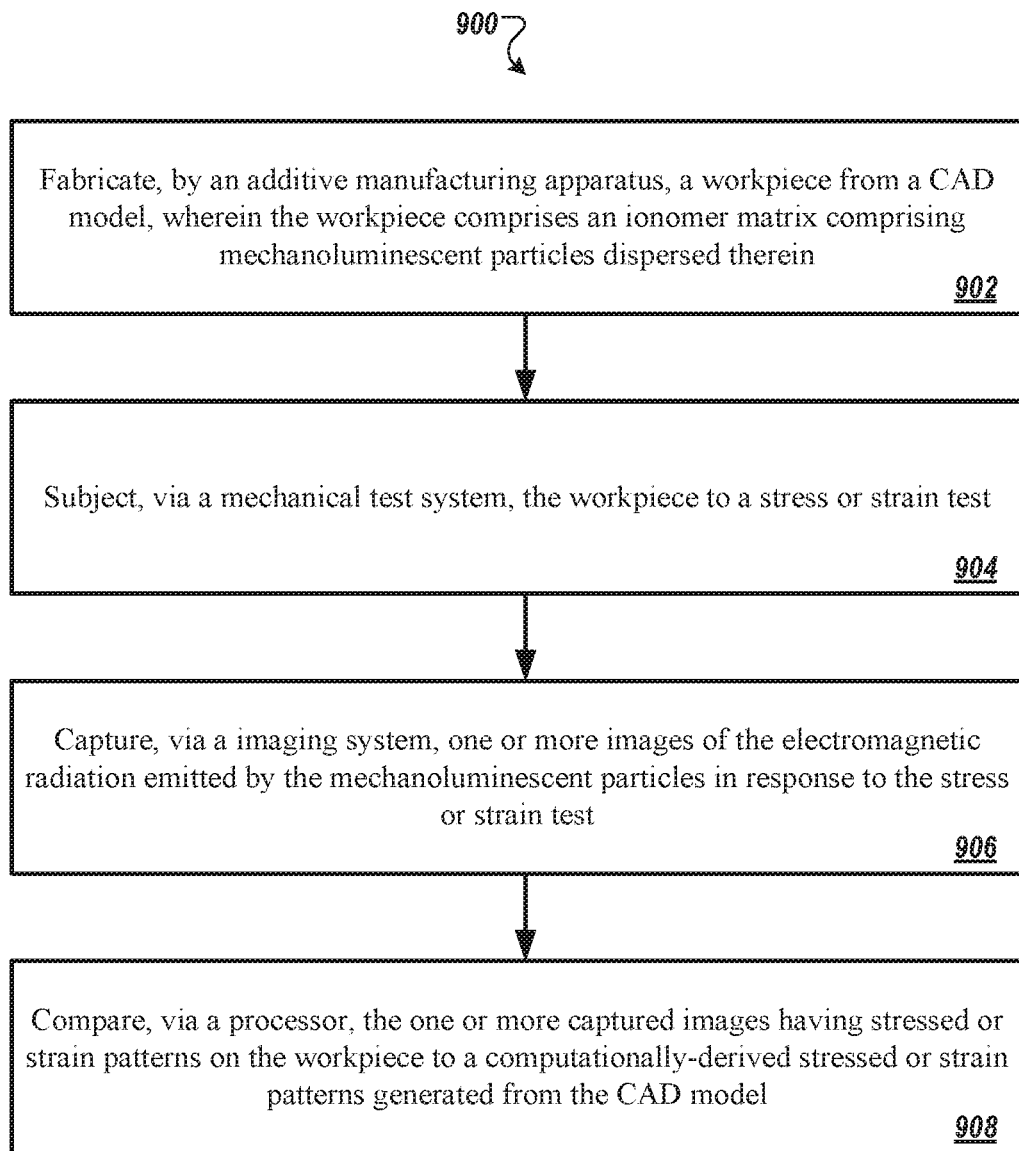 900
Fabricate, by an additive manufacturing apparatus, a workpiece from a CAD
model, wherein the workpiece comprises an ionomer matrix comprising
mechanoluminescent particles dispersed therein
902
Subject, via a mechanical test system, the workpiece to a stress or strain test
904
Capture, via a imaging system, one or more images of the electromagnetic
radiation emitted by the mechanoluminescent particles in response to the stress
or strain test
906
Compare, via a processor, the one or more captured images having stressed or
strain patterns on the workpiece to a computationally-derived stressed or strain
patterns generated from the CAD model
908